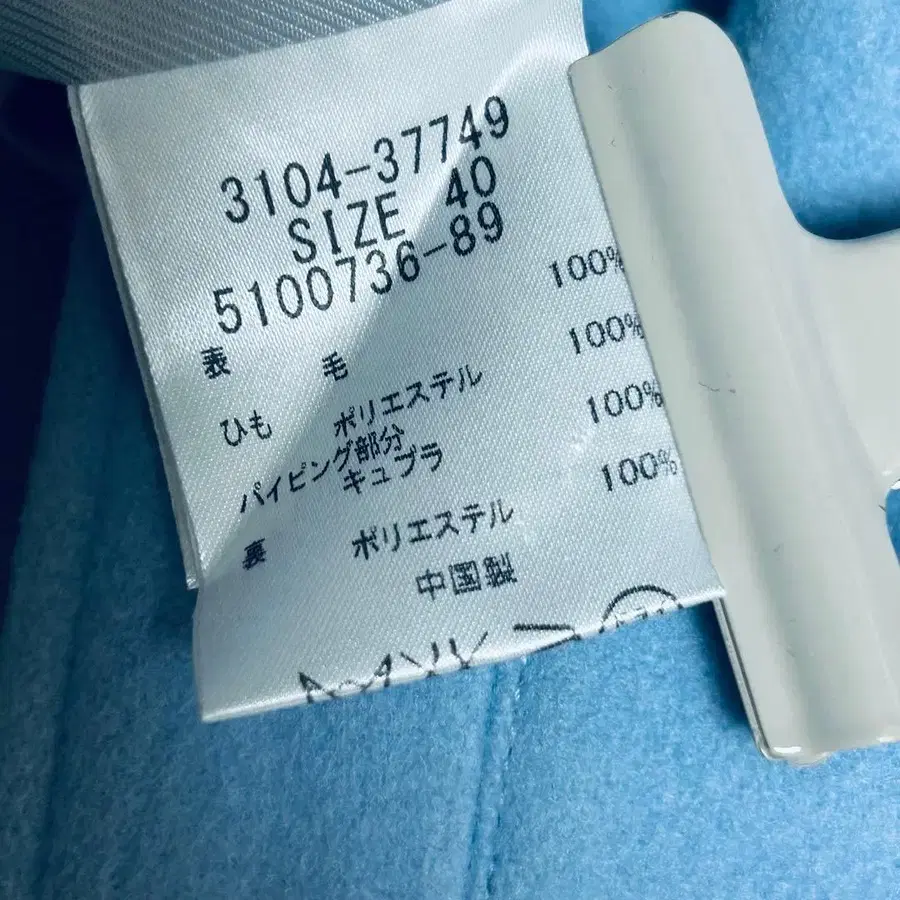 3104-37749
SIZE 40
5100736-89
表 毛 100%
ひも ポリエステル 100%
パイピング部分
キュプラ 100%
裏 ポリエステル 100%
中国製